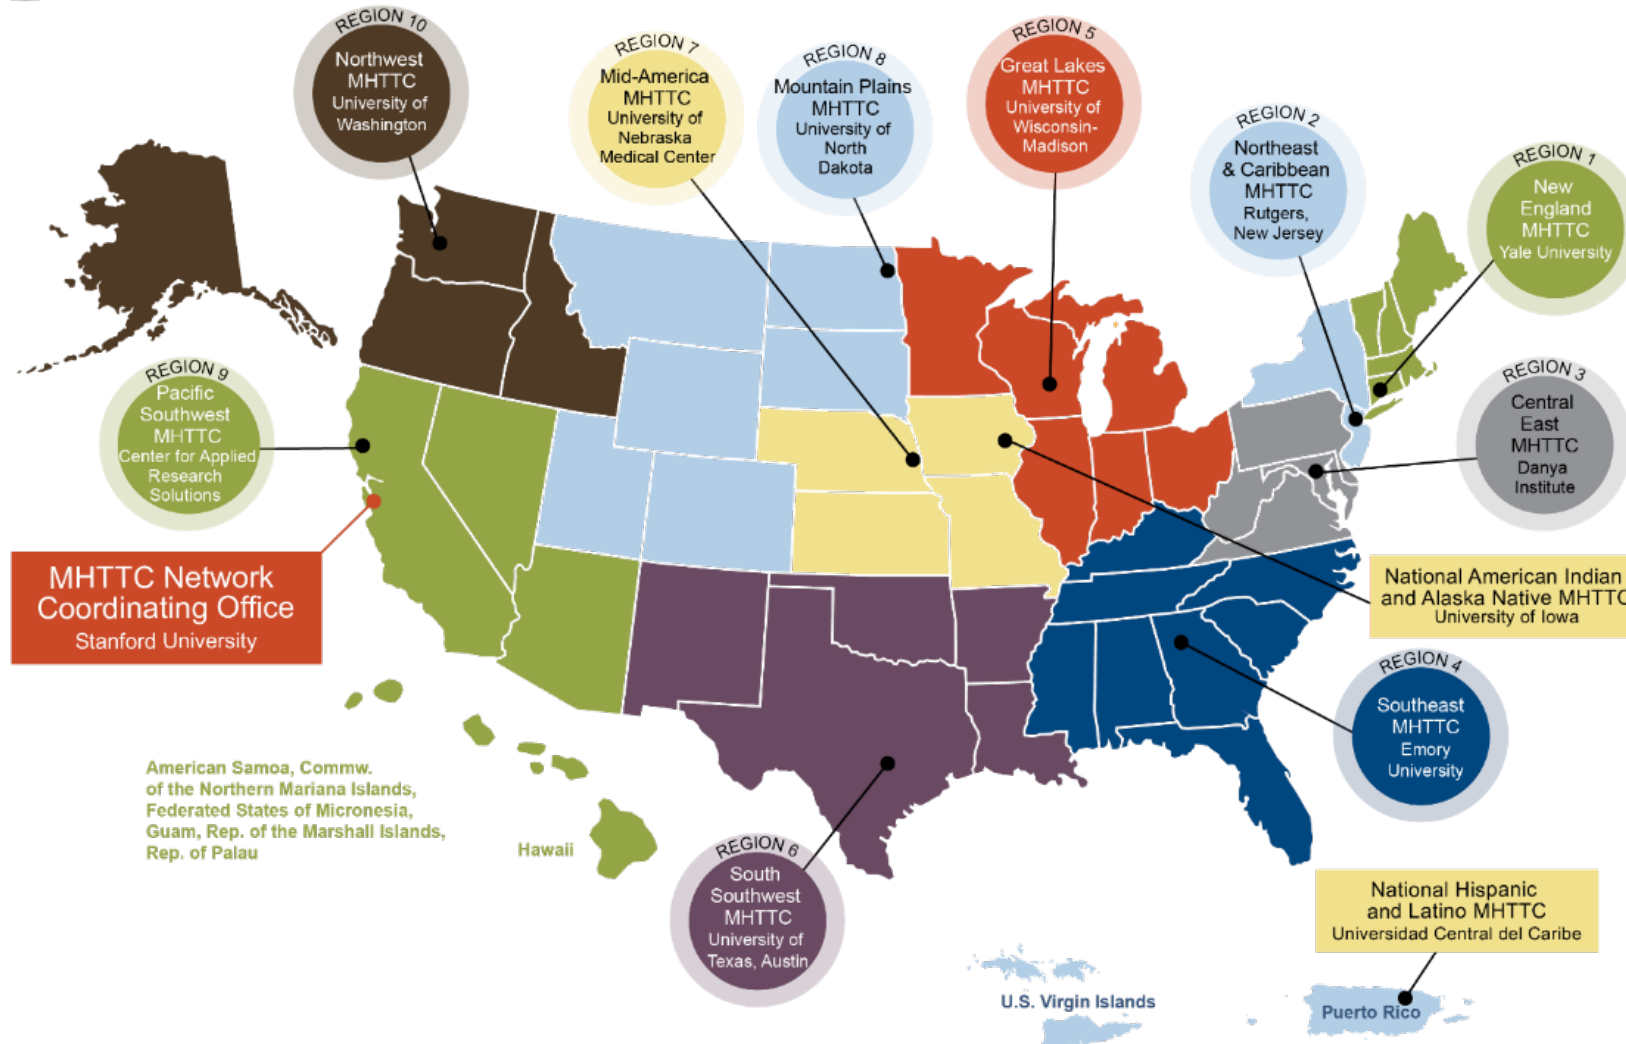 REGION 10
Northwest
MHTTC
University of
Washington
REGION 7
Mid-America
MHTTC
University of
Nebraska
Medical Center
REGION 8
Mountain Plains
MHTTC
University of
North
Dakota
REGION 5
Great Lakes
MHTTC
University of
Wisconsin-
Madison
REGION 2
Northeast
& Caribbean
MHTTC
Rutgers,
New Jersey
REGION 1
New
England
MHTTC
Yale University
REGION 9
Pacific
Southwest
MHTTC
Center for Applied
Research
Solutions
REGION 3
Central
East
MHTTC
Danya
Institute
MHTTC Network
Coordinating Office
Stanford University
National American Indian
and Alaska Native MHTTC
University of Iowa
REGION 4
Southeast
MHTTC
Emory
University
American Samoa, Commw.
of the Northern Mariana Islands,
Federated States of Micronesia,
Guam, Rep. of the Marshall Islands,
Rep. of Palau
Hawaii
REGION 6
South
Southwest
MHTTC
University of
Texas, Austin
National Hispanic
and Latino MHTTC
Universidad Central del Caribe
U.S. Virgin Islands
Puerto Rico